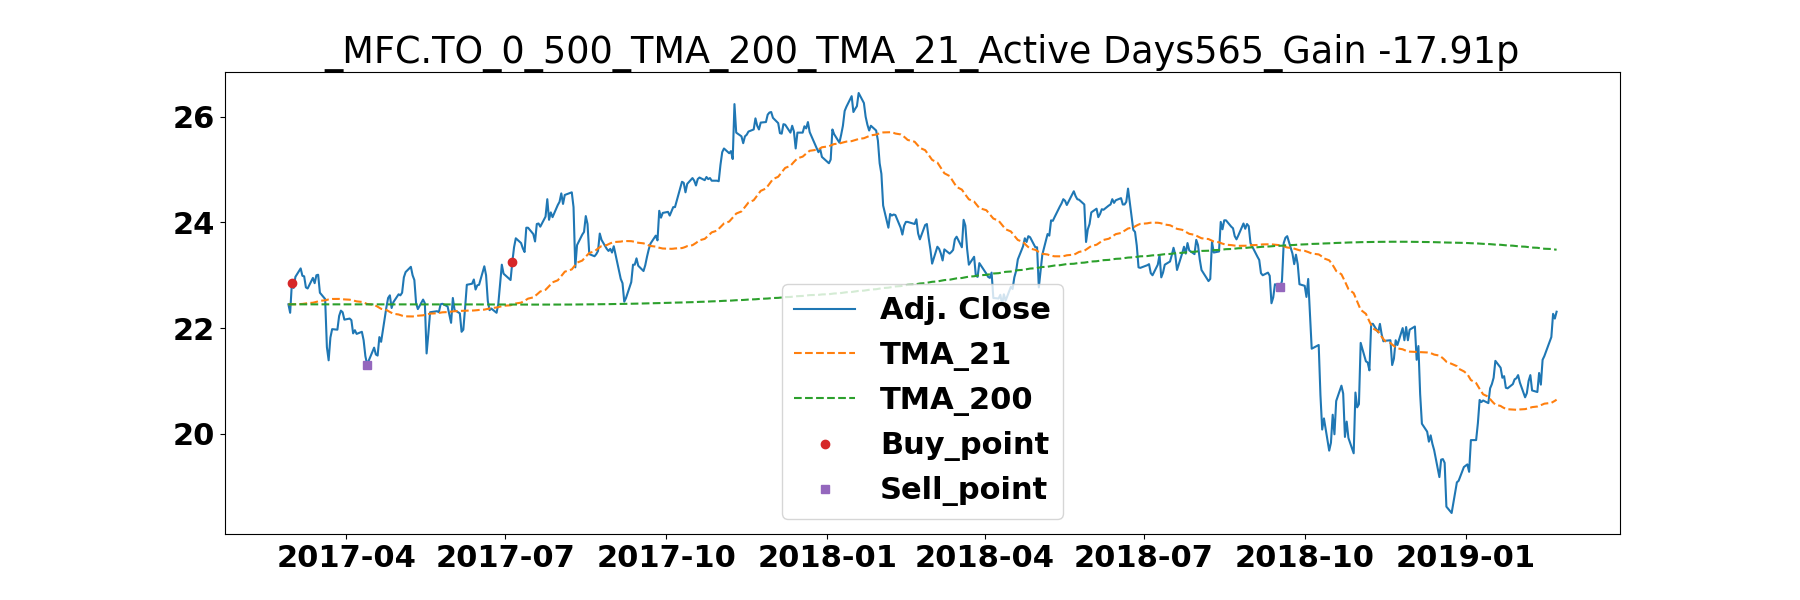 _MFC.TO_0_500_TMA_200_TMA_21_Active Days565_Gain -17.91p
26
24
22
20
Adj. Close
TMA_21
TMA_200
Buy_point
Sell_point
2017-04 2017-07 2017-10 2018-01 2018-04 2018-07 2018-10 2019-01